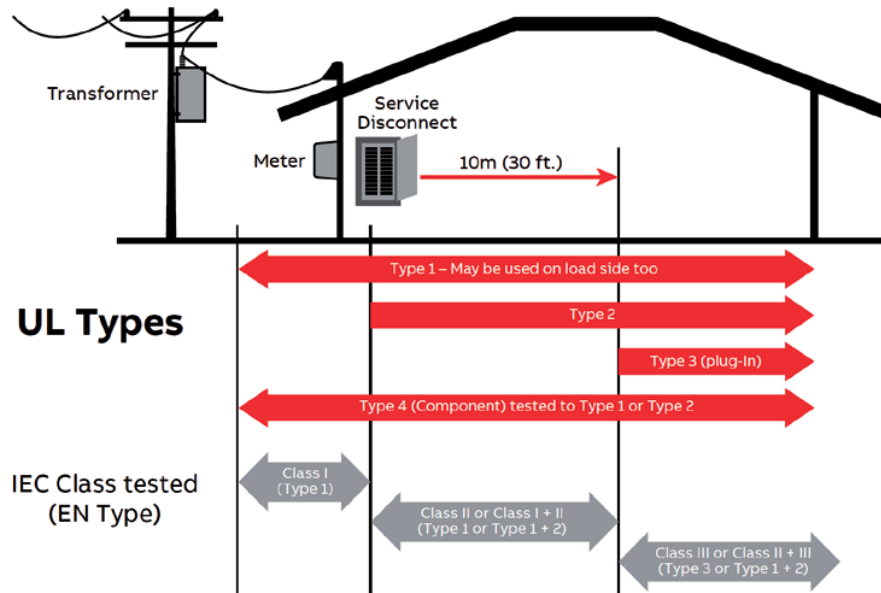 Transformer
Service
Disconnect
Meter
10m (30 ft.)
Type 1 – May be used on load side too
UL Types
Type 2
Type 3 (plug-In)
Type 4 (Component) tested to Type 1 or Type 2
IEC Class tested
(EN Type)
Class I
(Type 1)
Class II or Class I + II
(Type 1 or Type 1 + 2)
Class III or Class II + III
(Type 3 or Type 1 + 2)